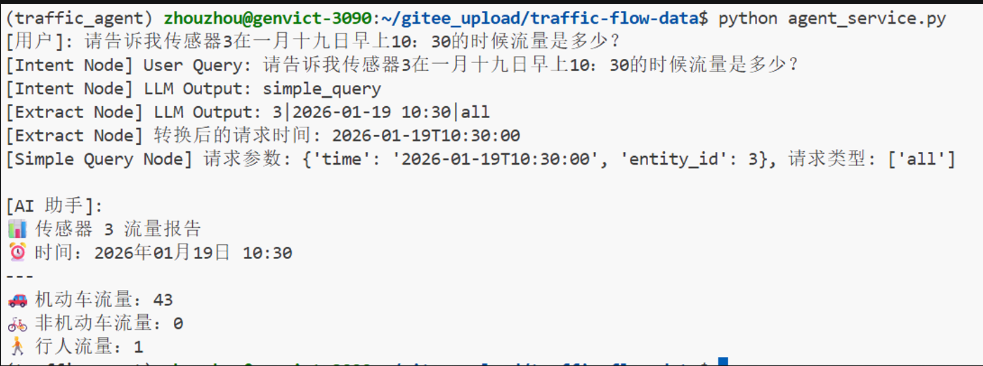 (traffic_agent) zhouzhou@genvict-3090:~/gitee_upload/traffic-flow-data$ python agent_service.py
[用户]: 请告诉我传感器3在一月十九日早上10：30的时候流量是多少?
[Intent Node] User Query: 请告诉我传感器3在一月十九日早上10：30的时候流量是多少?
[Intent Node] LLM Output: simple_query
[Extract Node] LLM Output: 3|2026-01-19 10:30|all
[Extract Node] 转换后的请求时间: 2026-01-19T10:30:00
[Simple Query Node] 请求参数: {'time': '2026-01-19T10:30:00', 'entity_id': 3}, 请求类型: ['all']
[AI 助手]:
📊 传感器 3 流量报告
⏰ 时间: 2026年01月19日 10:30
---
🚗 机动车流量: 43
🚲 非机动车流量: 0
🚶 行人流量: 1